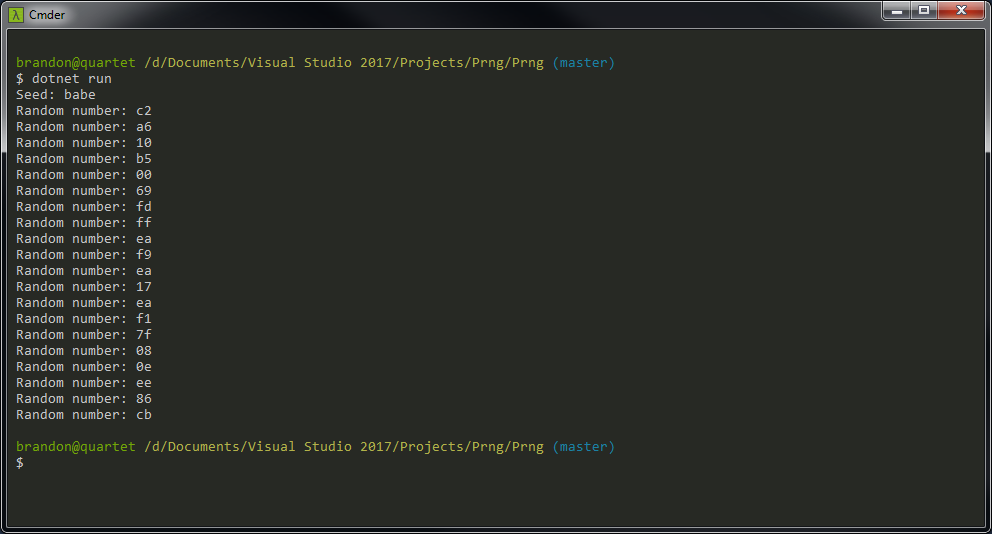 λ Cmder
brandon@quartet /d/Documents/Visual Studio 2017/Projects/Prng/Prng (master)
$ dotnet run
Seed: babe
Random number: c2
Random number: a6
Random number: 10
Random number: b5
Random number: 00
Random number: 69
Random number: fd
Random number: ff
Random number: ea
Random number: f9
Random number: ea
Random number: 17
Random number: ea
Random number: f1
Random number: 7f
Random number: 08
Random number: 0e
Random number: ee
Random number: 86
Random number: cb
brandon@quartet /d/Documents/Visual Studio 2017/Projects/Prng/Prng (master)
$